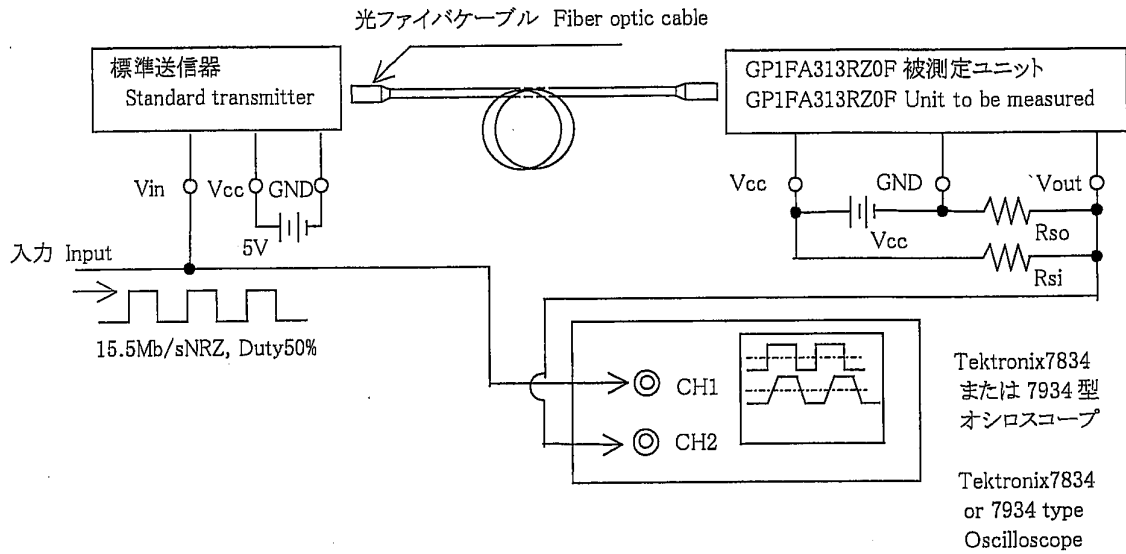 光ファイバケーブル Fiber optic cable
標準送信器
Standard transmitter
GP1FA313RZ0F 被測定ユニット
GP1FA313RZ0F Unit to be measured
Vin
Vcc
GND
5V
Vcc
GND
Vout
Vcc
Rso
Rsi
入力 Input
15.5Mb/sNRZ, Duty50%
CH1
CH2
Tektronix7834
または 7934 型
オシロスコープ
Tektronix7834
or 7934 type
Oscilloscope